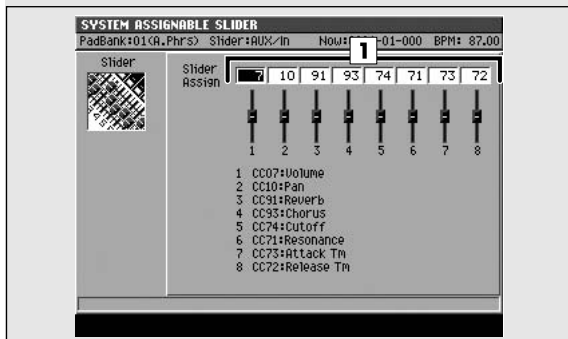 SYSTEM ASSIGNABLE SLIDER
PadBank:01(A.Phrs) Slider:AUX/In Now: -01-000 BPM: 87.00
1
Slider
Slider Assign
7 10 91 93 74 71 73 72
1 2 3 4 5 6 7 8
1 CC07:Volume
2 CC10:Pan
3 CC91:Reverb
4 CC93:Chorus
5 CC74:Cutoff
6 CC71:Resonance
7 CC73:Attack Tm
8 CC72:Release Tm